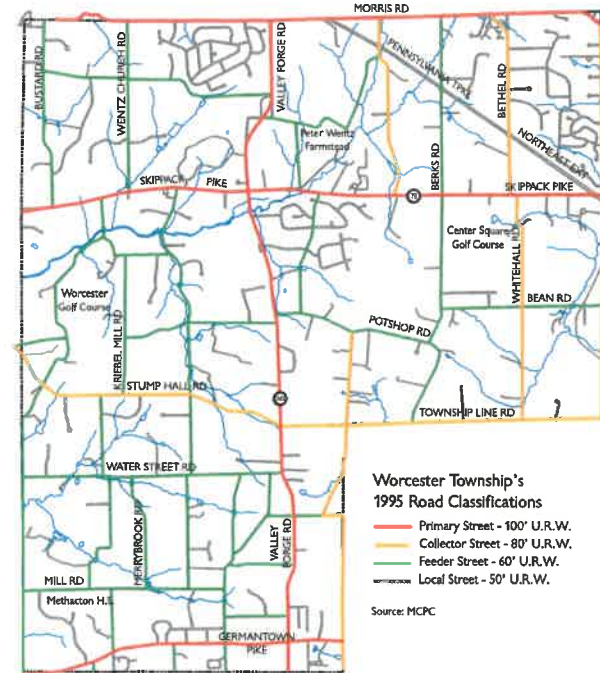 MORRIS RD
BUSTARD RD
WENTZ CHURCH RD
VALLEY FORGE RD
PENNSYLVANIA TPKE
BETHEL RD
NORTHEAST EXT
Peter Wentz
Farmstead
BERKS RD
SKIPPACK PIKE
SKIPPACK PIKE
73
Center Square
Golf Course
WHITEHALL RD
BEAN RD
Worcester
Golf Course
KRIEBEL MILL RD
POTSHOP RD
STUMP HALL RD
TOWNSHIP LINE RD
WATER STREET RD
MERRYBROOK RD
VALLEY
FORGE RD
MILL RD
Methacton H.S.
GERMANTOWN
PIKE
Worcester Township's
1995 Road Classifications
Primary Street - 100' U.R.W.
Collector Street - 80' U.R.W.
Feeder Street - 60' U.R.W.
Local Street - 50' U.R.W.
Source: MCPC